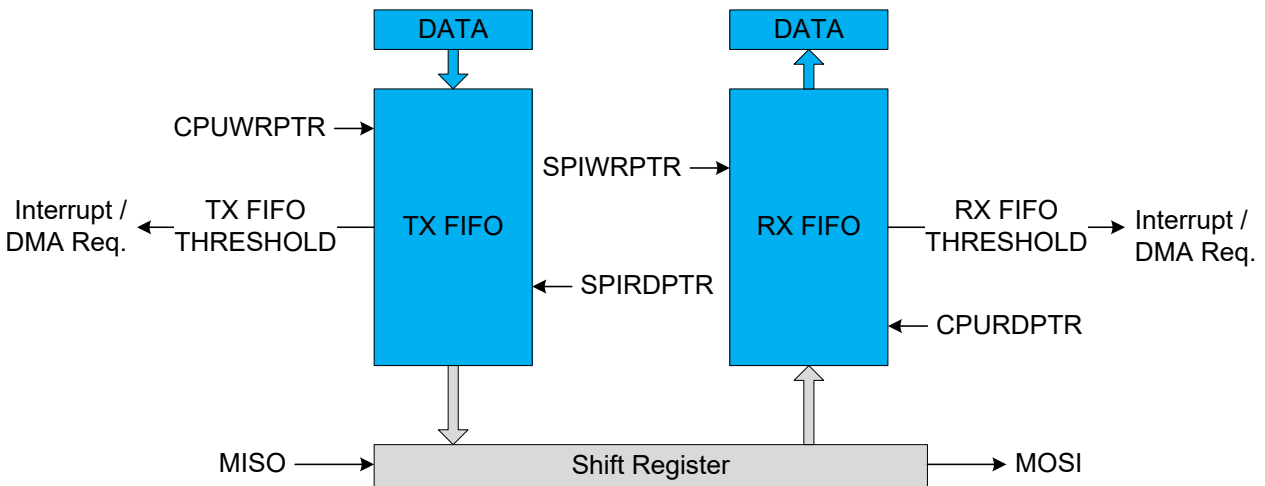 DATA
DATA
CPUWRPTR
SPIWRPTR
Interrupt /
DMA Req.
TX FIFO
THRESHOLD
TX FIFO
RX FIFO
RX FIFO
THRESHOLD
Interrupt /
DMA Req.
SPIRDPTR
CPURDPTR
MISO
Shift Register
MOSI